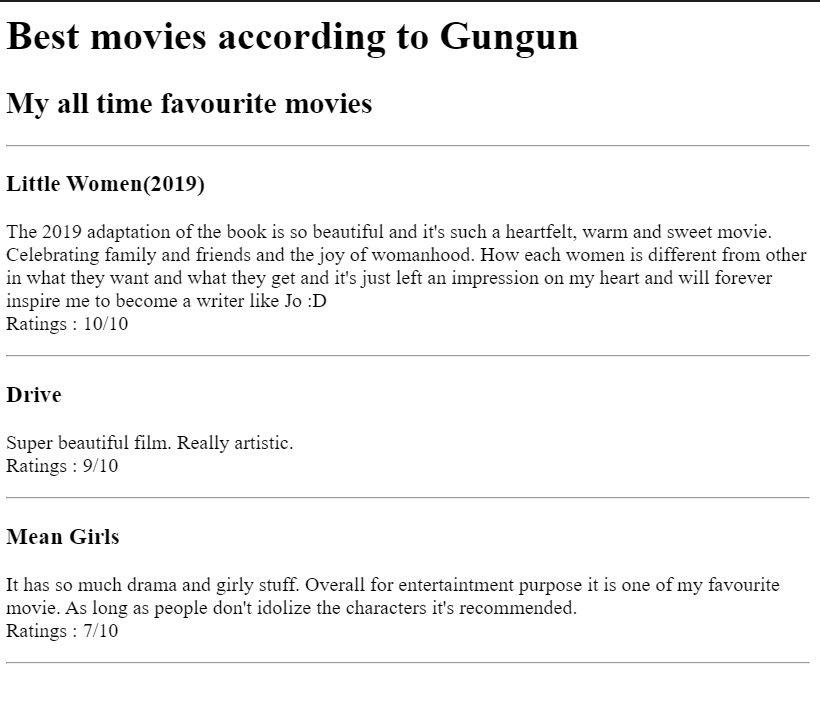 Best movies according to Gungun
My all time favourite movies
Little Women(2019)
The 2019 adaptation of the book is so beautiful and it's such a heartfelt, warm and sweet movie.
Celebrating family and friends and the joy of womanhood. How each women is different from other
in what they want and what they get and it's just left an impression on my heart and will forever
inspire me to become a writer like Jo :D
Ratings : 10/10
Drive
Super beautiful film. Really artistic.
Ratings : 9/10
Mean Girls
It has so much drama and girly stuff. Overall for entertaintment purpose it is one of my favourite
movie. As long as people don't idolize the characters it's recommended.
Ratings : 7/10